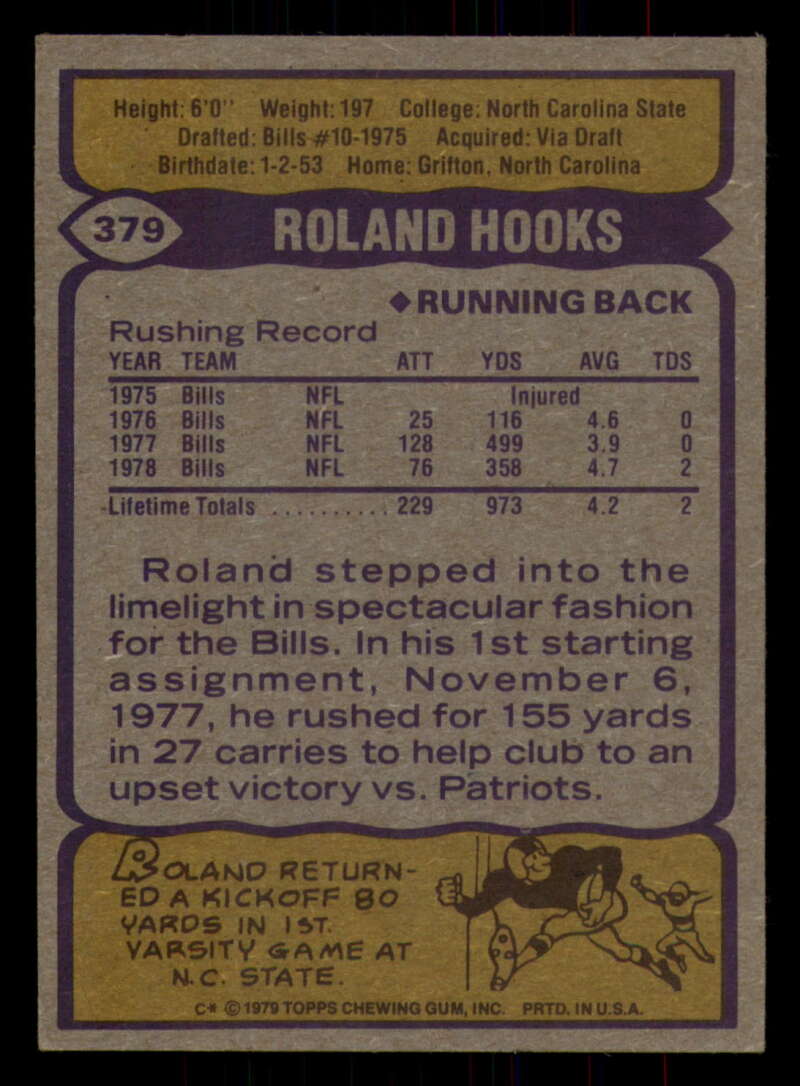 Height: 6'0" Weight: 197 College: North Carolina State
Drafted: Bills #10-1975 Acquired: Via Draft
Birthdate: 1-2-53 Home: Grifton, North Carolina
379 ROLAND HOOKS
◆RUNNING BACK
Rushing Record
YEAR TEAM ATT YDS AVG TDS
1975 Bills NFL Injured
1976 Bills NFL 25 116 4.6 0
1977 Bills NFL 128 499 3.9 0
1978 Bills NFL 76 358 4.7 2
Lifetime Totals .......... 229 973 4.2 2
Roland stepped into the
limelight in spectacular fashion
for the Bills. In his 1st starting
assignment, November 6,
1977, he rushed for 155 yards
in 27 carries to help club to an
upset victory vs. Patriots.
ROLAND RETURN-
ED A KICKOFF 80
YARDS IN 1ST.
VARSITY GAME AT
N.C. STATE.
C* © 1979 TOPPS CHEWING GUM, INC. PRTD. IN U.S.A.